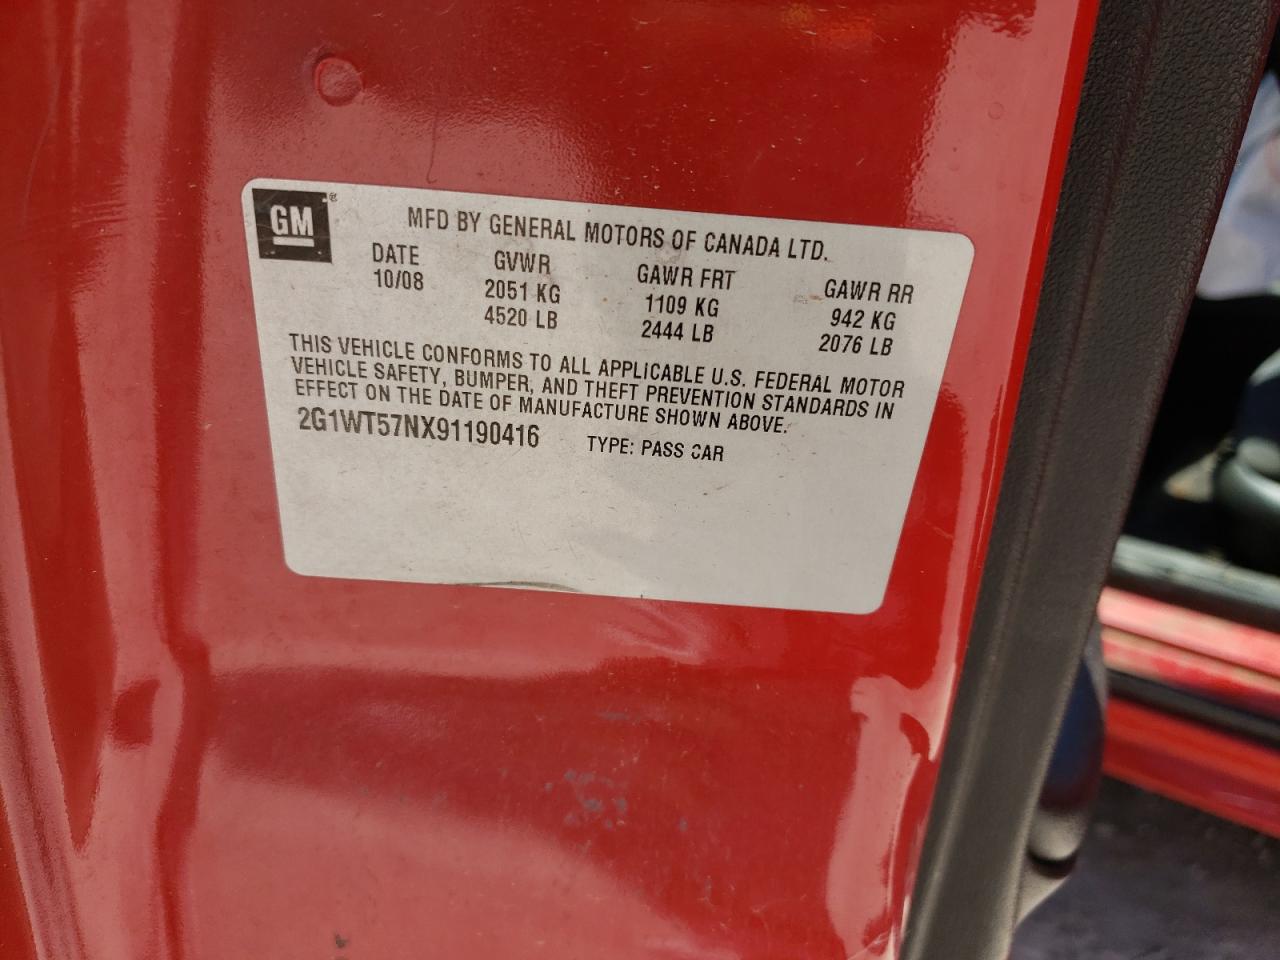 GM ®
MFD BY GENERAL MOTORS OF CANADA LTD.
DATE GVWR GAWR FRT GAWR RR
10/08 2051 KG 1109 KG 942 KG
4520 LB 2444 LB 2076 LB
THIS VEHICLE CONFORMS TO ALL APPLICABLE U.S. FEDERAL MOTOR
VEHICLE SAFETY, BUMPER, AND THEFT PREVENTION STANDARDS IN
EFFECT ON THE DATE OF MANUFACTURE SHOWN ABOVE.
2G1WT57NX91190416 TYPE: PASS CAR